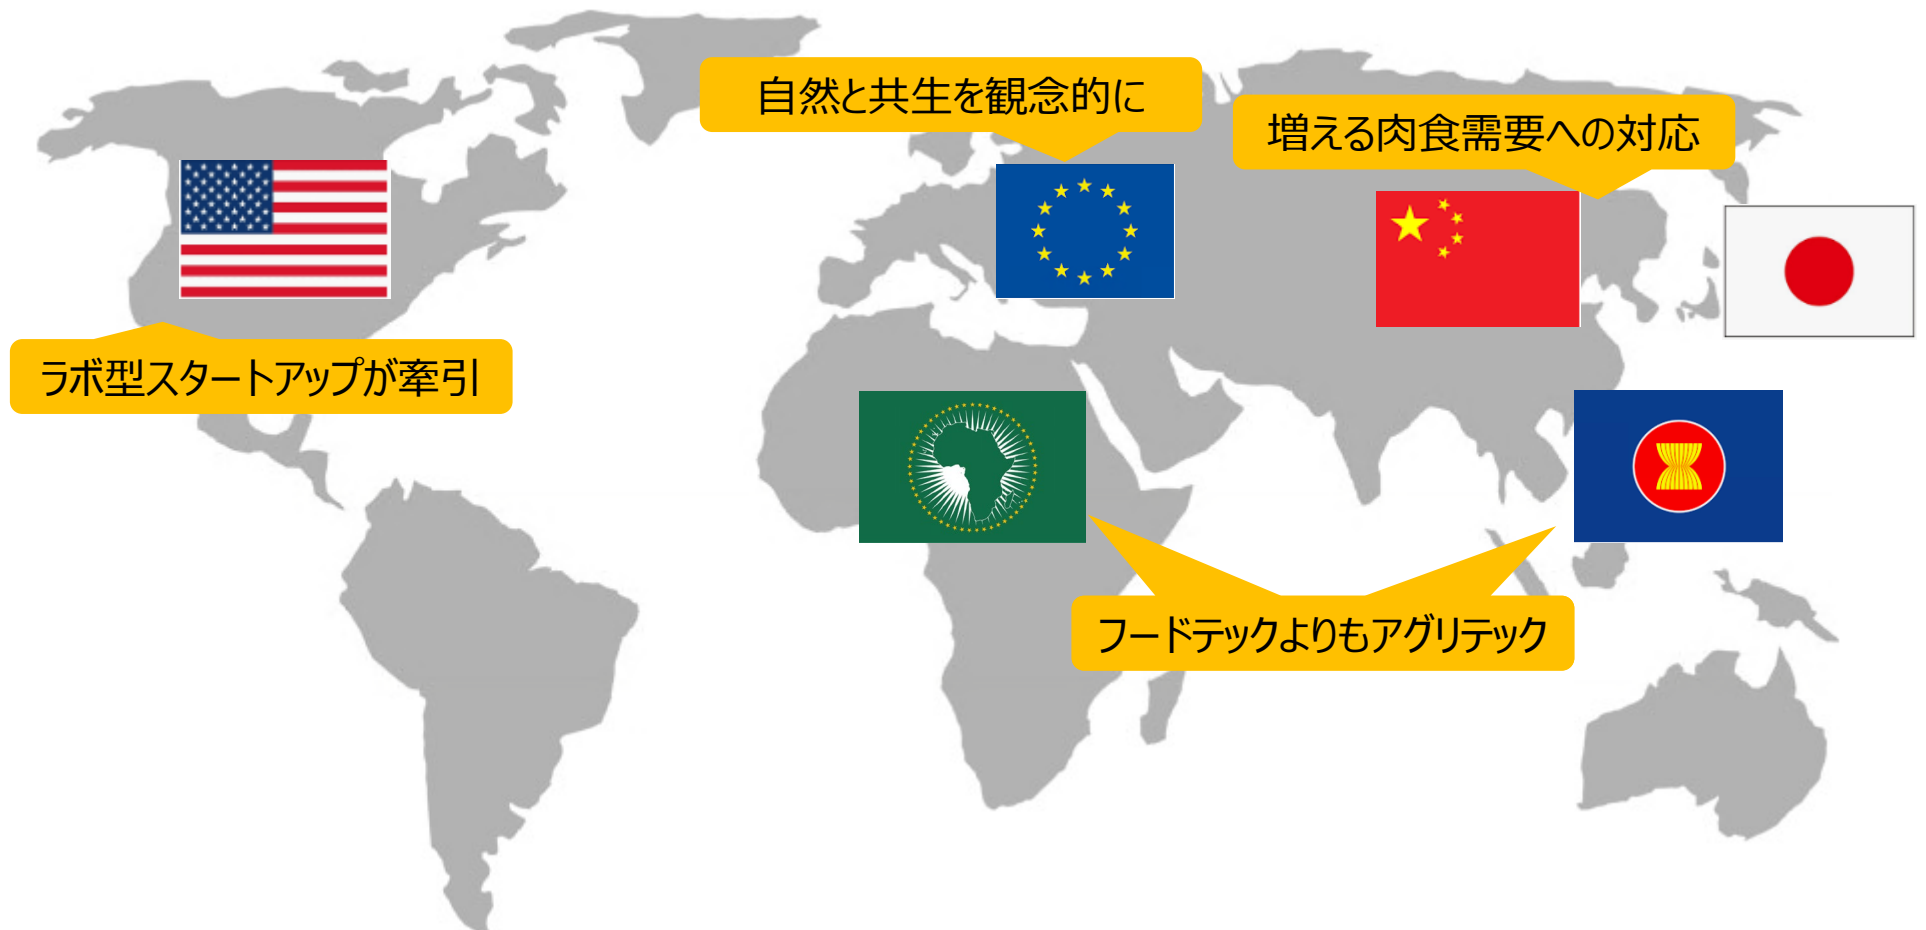 自然と共生を観念的に
増える肉食需要への対応
ラボ型スタートアップが牽引
フードテックよりもアグリテック